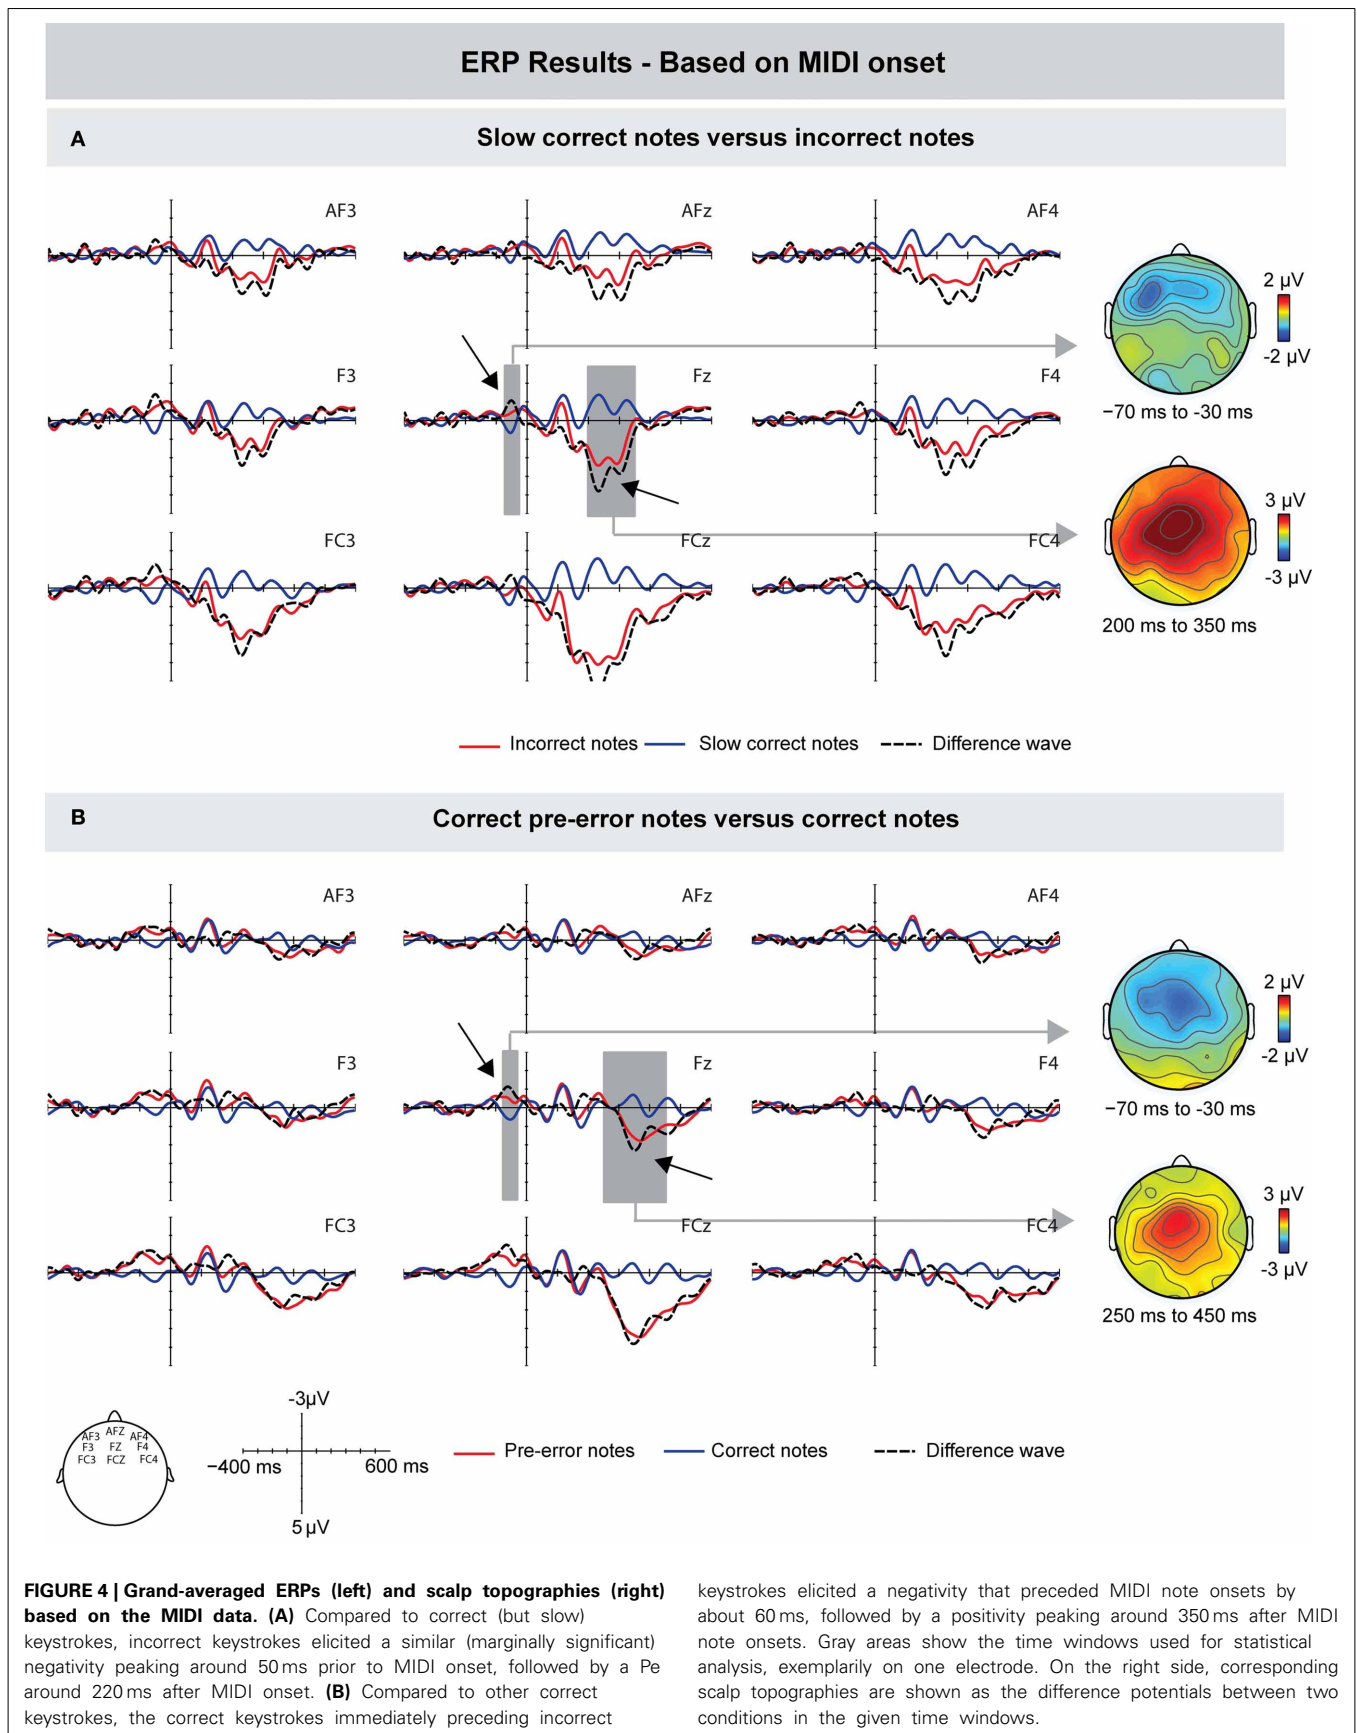 ERP Results - Based on MIDI onset
A
Slow correct notes versus incorrect notes
AF3
AFz
AF4
2 µV
-2 µV
−70 ms to -30 ms
F3
Fz
F4
3 µV
-3 µV
200 ms to 350 ms
FC3
FCz
FC4
Incorrect notes
Slow correct notes
Difference wave
B
Correct pre-error notes versus correct notes
AF3
AFz
AF4
2 µV
-2 µV
−70 ms to -30 ms
F3
Fz
F4
3 µV
-3 µV
250 ms to 450 ms
FC3
FCz
FC4
AF3 AFZ AF4
F3 FZ F4
FC3 FCZ FC4
-3µV
−400 ms
600 ms
5 µV
Pre-error notes
Correct notes
Difference wave
FIGURE 4 | Grand-averaged ERPs (left) and scalp topographies (right)
based on the MIDI data. (A) Compared to correct (but slow)
keystrokes, incorrect keystrokes elicited a similar (marginally significant)
negativity peaking around 50 ms prior to MIDI onset, followed by a Pe
around 220 ms after MIDI onset. (B) Compared to other correct
keystrokes, the correct keystrokes immediately preceding incorrect
keystrokes elicited a negativity that preceded MIDI note onsets by
about 60 ms, followed by a positivity peaking around 350 ms after MIDI
note onsets. Gray areas show the time windows used for statistical
analysis, exemplarily on one electrode. On the right side, corresponding
scalp topographies are shown as the difference potentials between two
conditions in the given time windows.